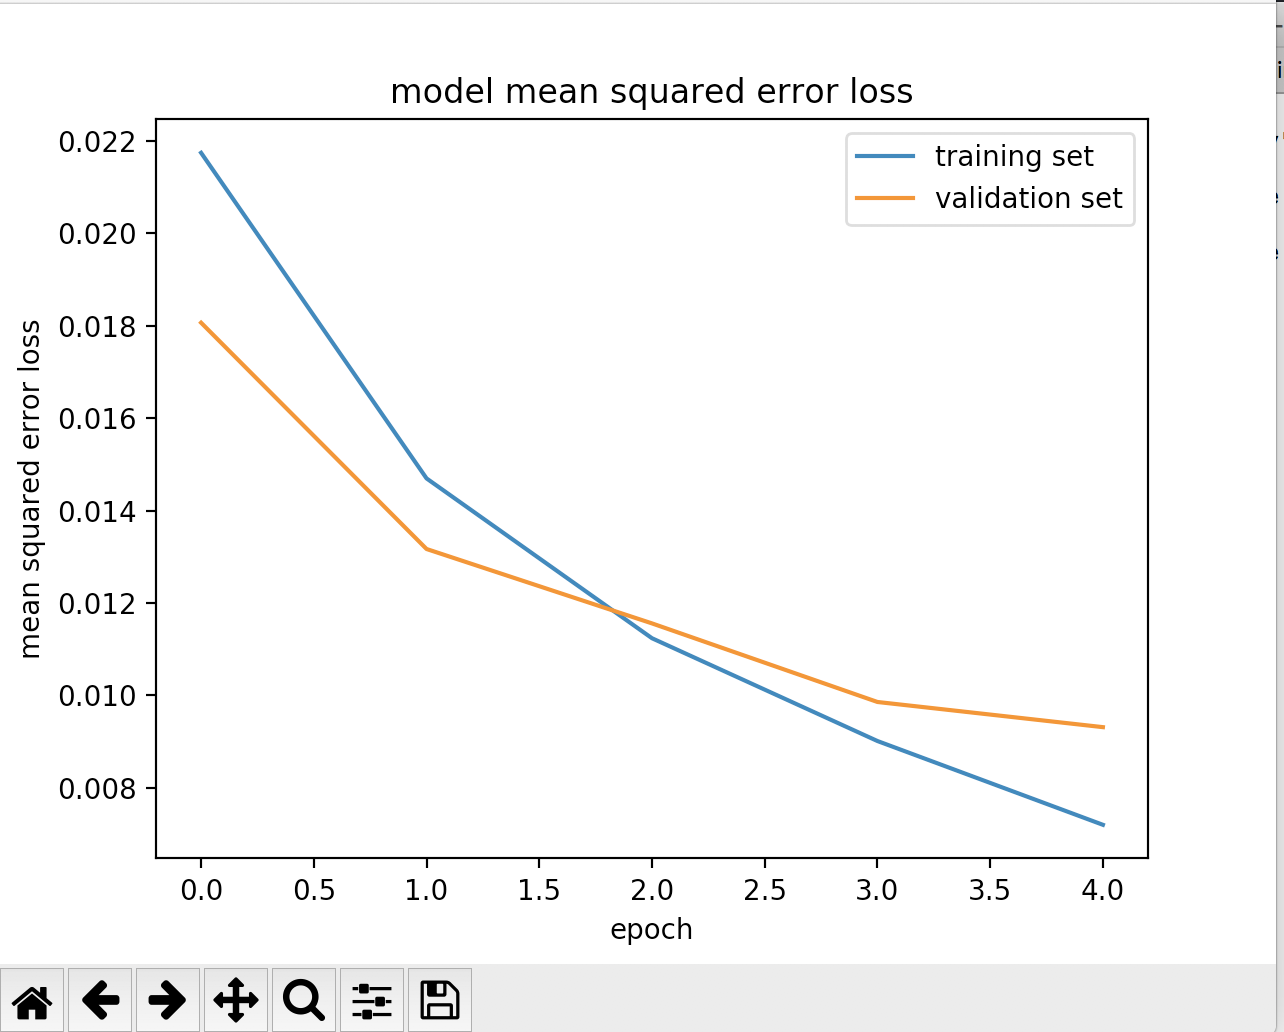 model mean squared error loss
training set
validation set
0.022
0.020
0.018
0.016
0.014
0.012
0.010
0.008
mean squared error loss
0.0 0.5 1.0 1.5 2.0 2.5 3.0 3.5 4.0
epoch